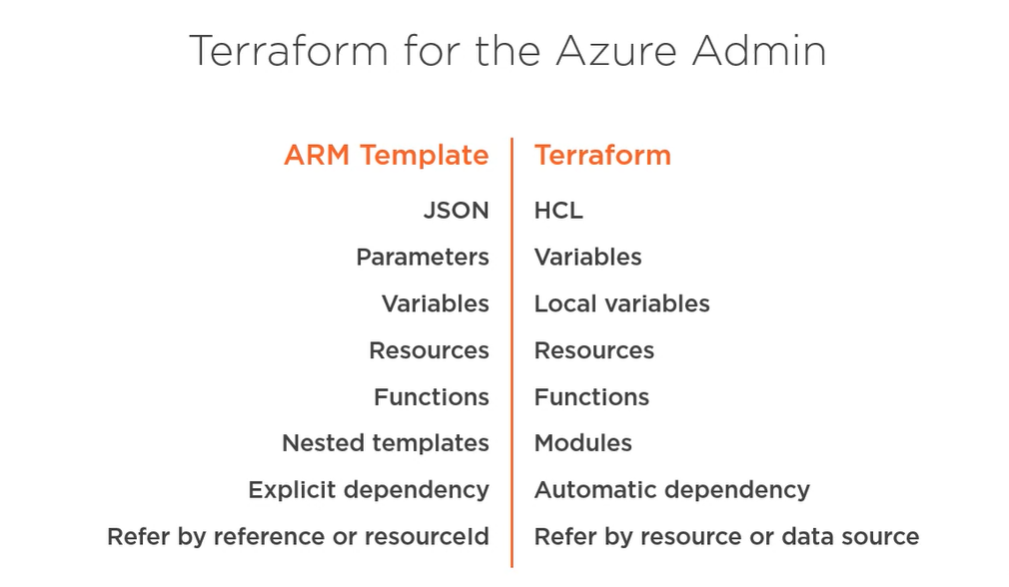 Terraform for the Azure Admin
ARM Template Terraform
JSON HCL
Parameters Variables
Variables Local variables
Resources Resources
Functions Functions
Nested templates Modules
Explicit dependency Automatic dependency
Refer by reference or resourceId Refer by resource or data source